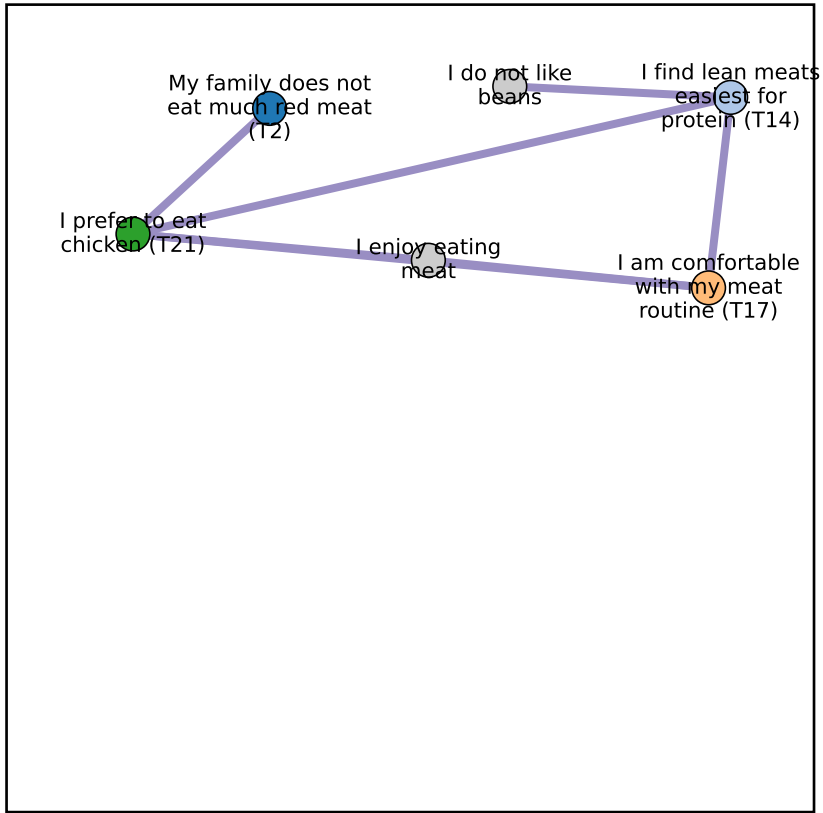 My family does not
eat much red meat
(T2)
I do not like
beans
I find lean meats
easiest for
protein (T14)
I prefer to eat
chicken (T21)
I enjoy eating
meat
I am comfortable
with my meat
routine (T17)